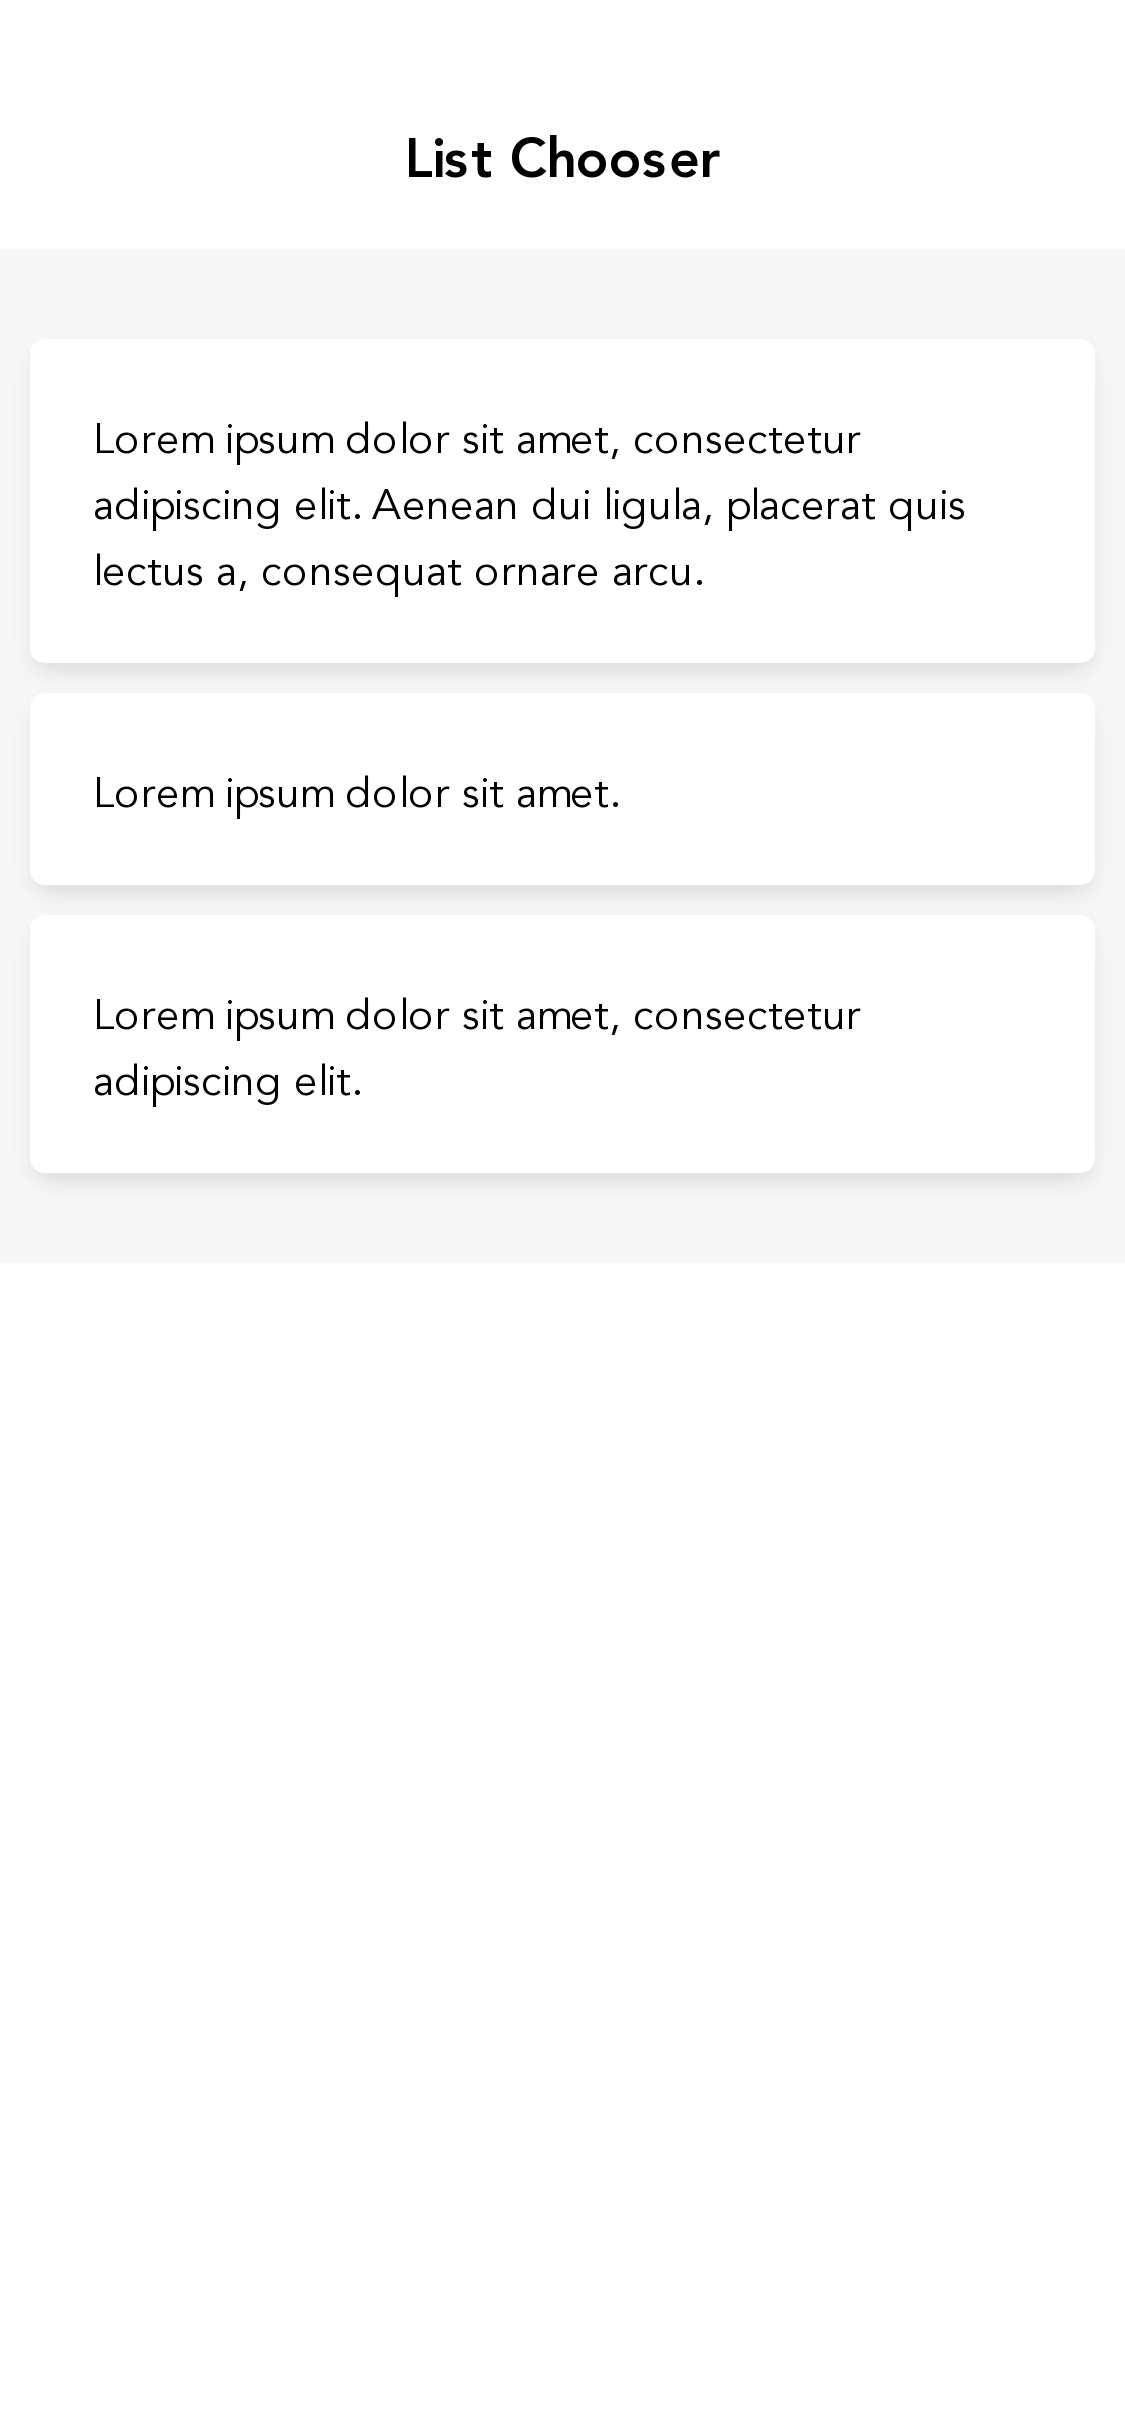 List Chooser
Lorem ipsum dolor sit amet, consectetur
adipiscing elit. Aenean dui ligula, placerat quis
lectus a, consequat ornare arcu.
Lorem ipsum dolor sit amet.
Lorem ipsum dolor sit amet, consectetur
adipiscing elit.